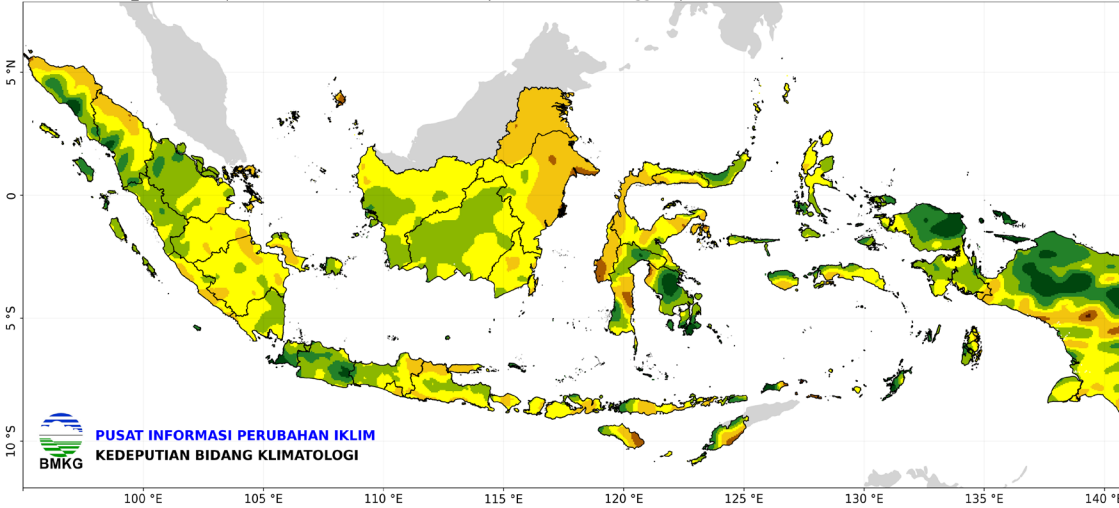 5 °N
0
5 °S
10 °S
PUSAT INFORMASI PERUBAHAN IKLIM
KEDEPUTIAN BIDANG KLIMATOLOGI
BMKG
100 °E
105 °E
110 °E
115 °E
120 °E
125 °E
130 °E
135 °E
140 °E